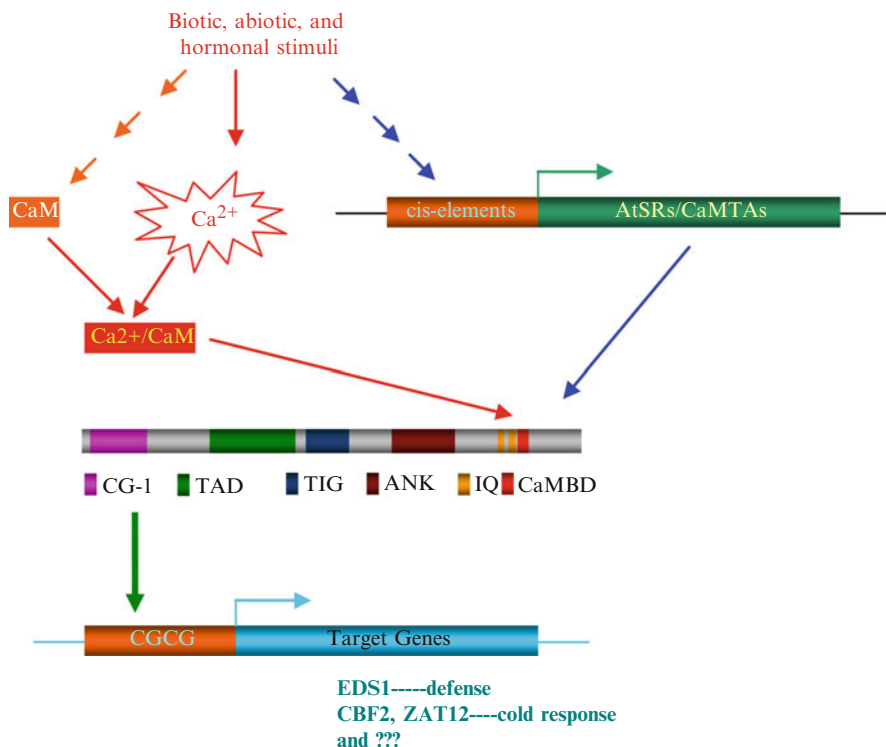 Biotic, abiotic, and
hormonal stimuli
CaM
Ca2+
cis-elements
AtSRs/CaMTAs
Ca2+/CaM
CG-1
TAD
TIG
ANK
IQ
CaMBD
CGCG
Target Genes
EDS1-----defense
CBF2, ZAT12----cold response
and ???